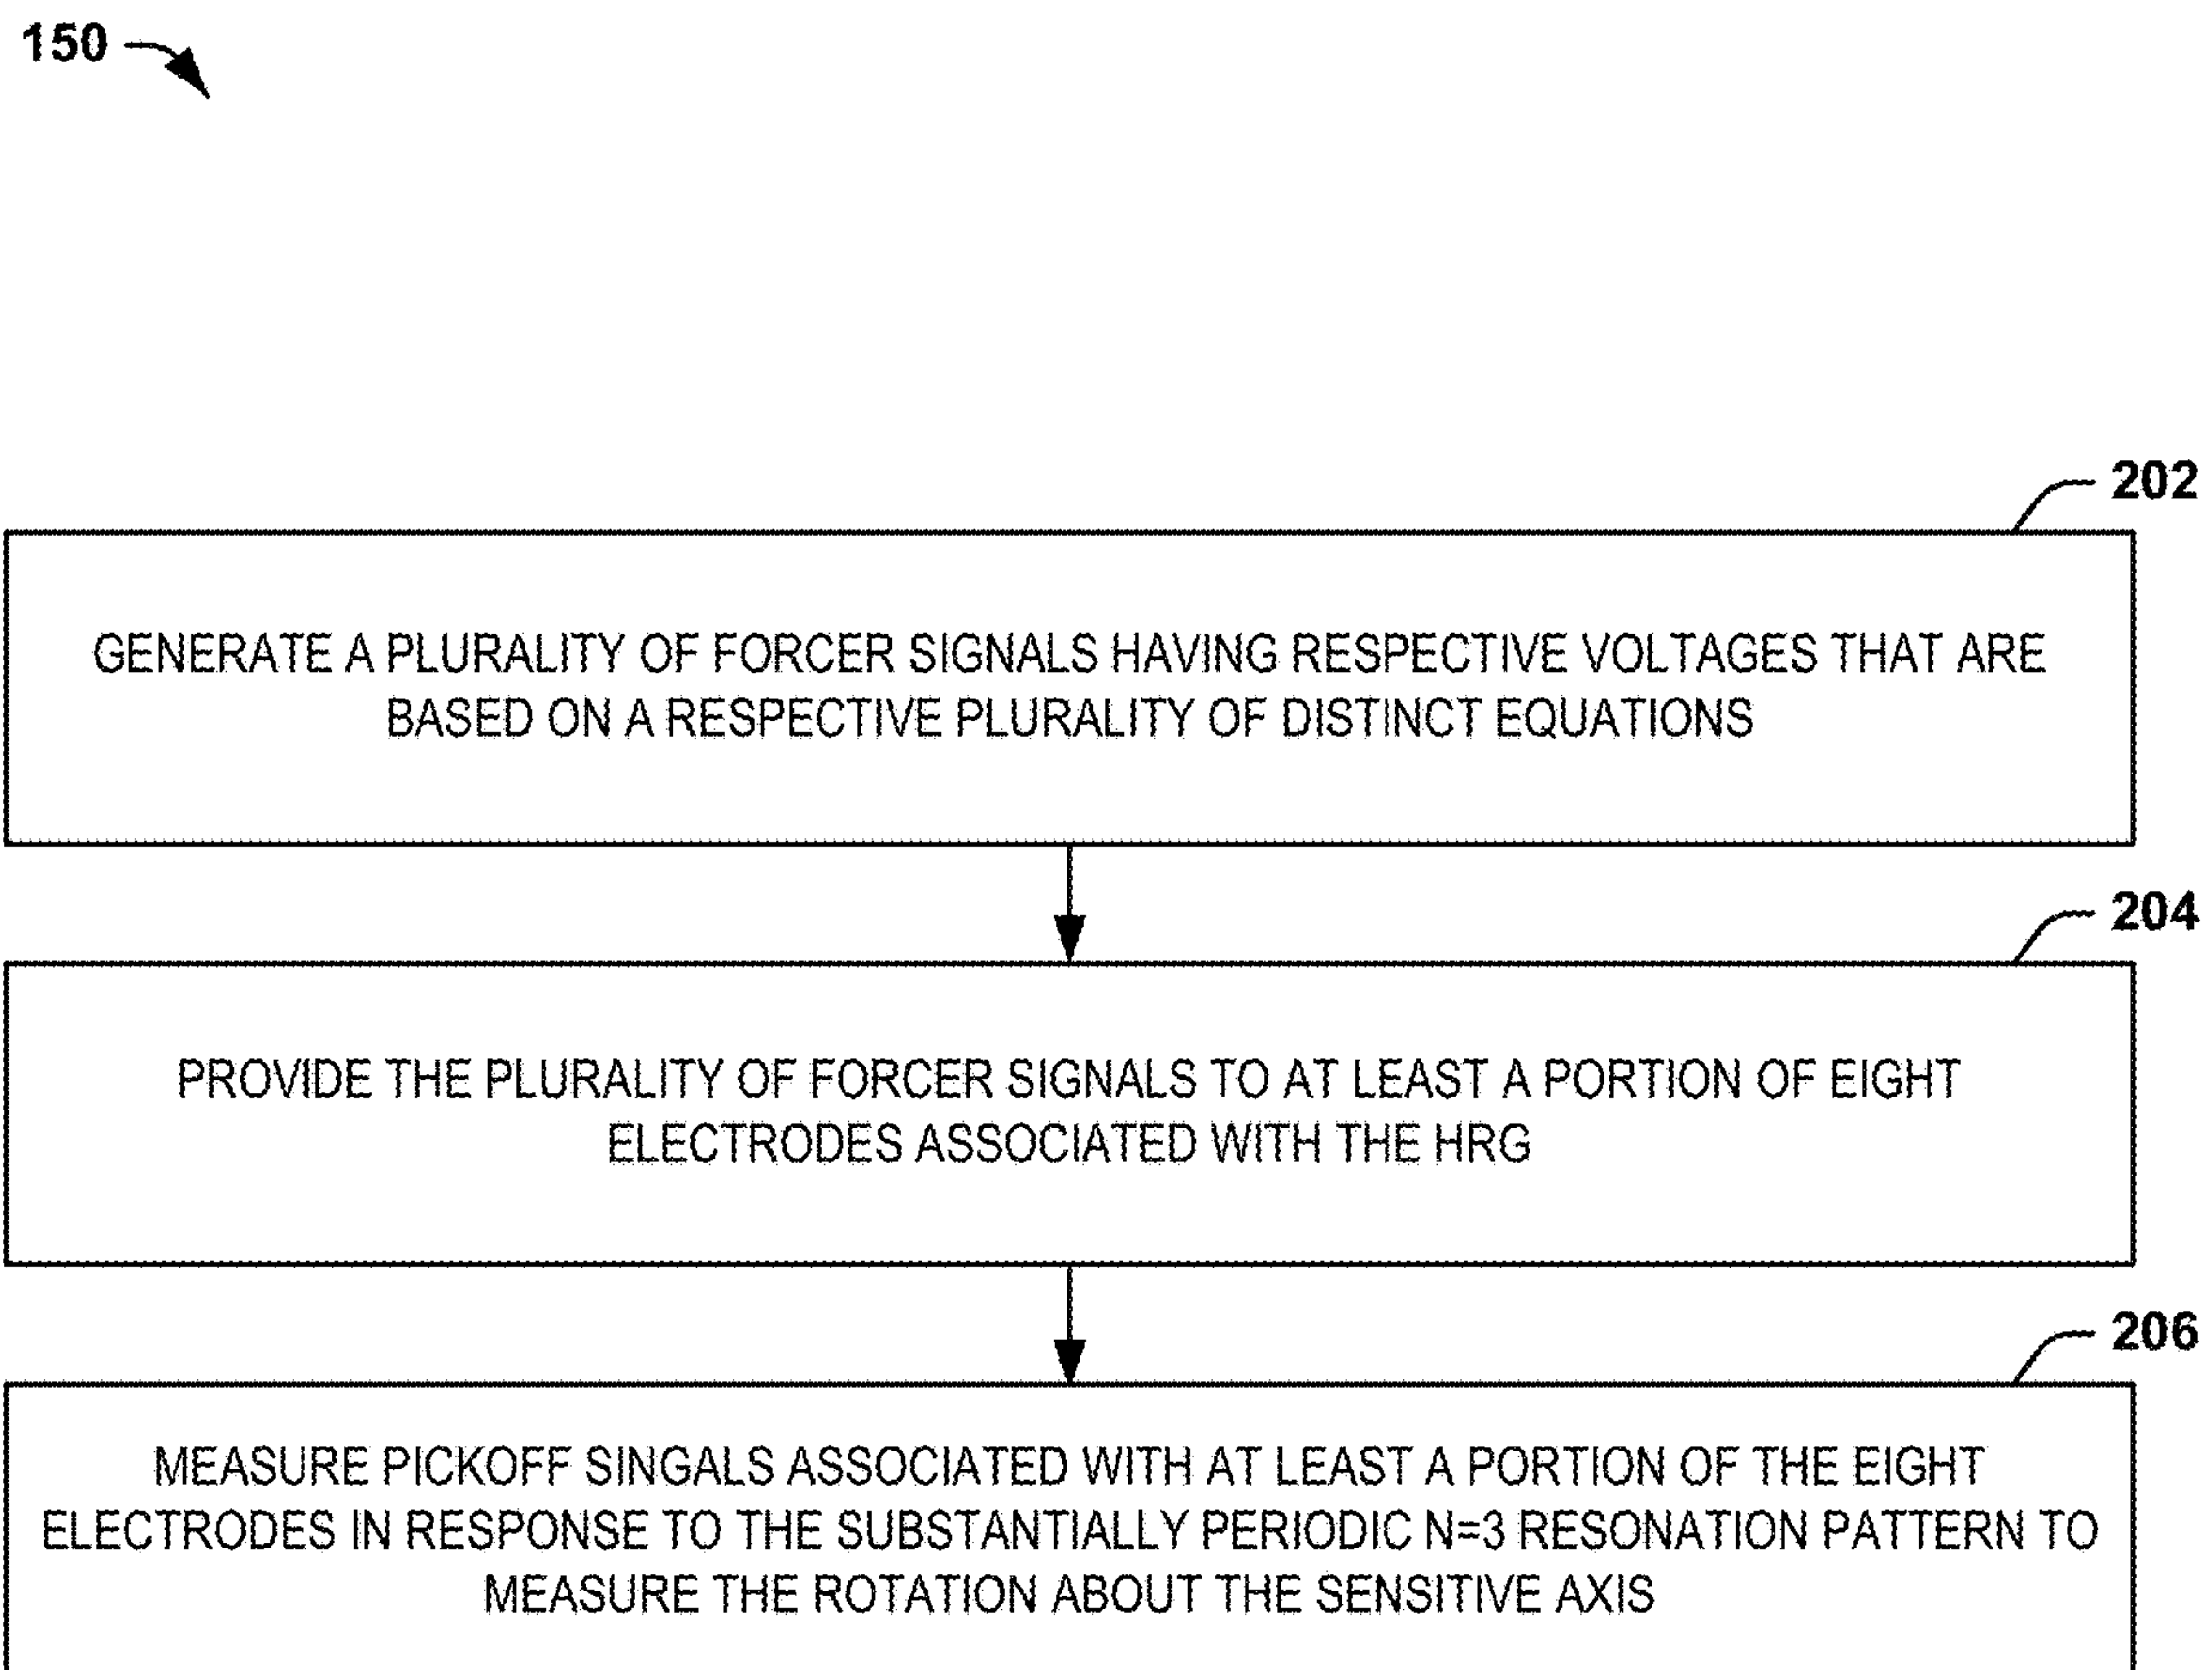 150
202
GENERATE A PLURALITY OF FORCER SIGNALS HAVING RESPECTIVE VOLTAGES THAT ARE
BASED ON A RESPECTIVE PLURALITY OF DISTINCT EQUATIONS
204
PROVIDE THE PLURALITY OF FORCER SIGNALS TO AT LEAST A PORTION OF EIGHT
ELECTRODES ASSOCIATED WITH THE HRG
206
MEASURE PICKOFF SINGALS ASSOCIATED WITH AT LEAST A PORTION OF THE EIGHT
ELECTRODES IN RESPONSE TO THE SUBSTANTIALLY PERIODIC N=3 RESONATION PATTERN TO
MEASURE THE ROTATION ABOUT THE SENSITIVE AXIS